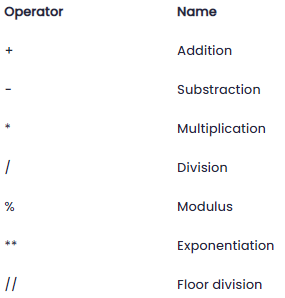 Operator Name
+ Addition
- Substraction
* Multiplication
/ Division
% Modulus
** Exponentiation
// Floor division